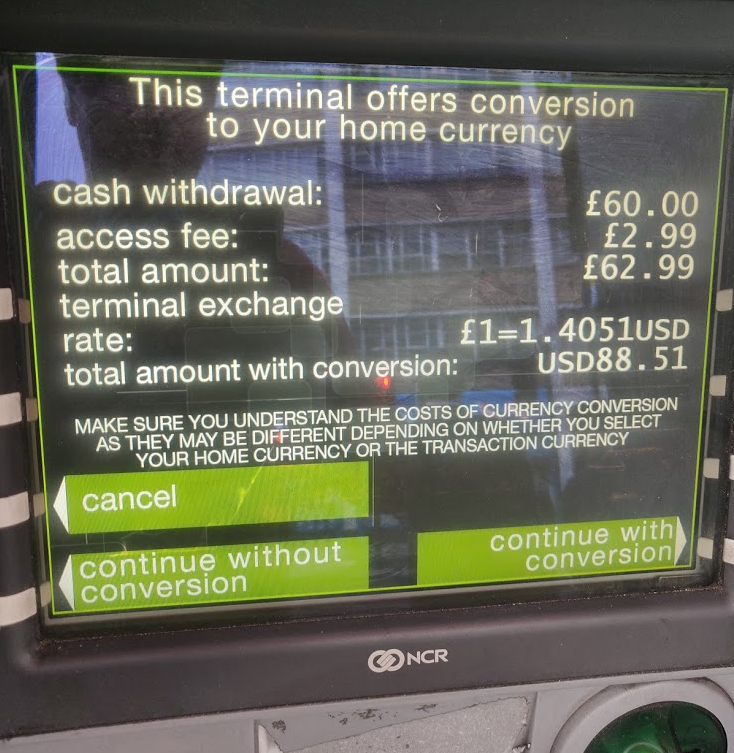 This terminal offers conversion
to your home currency
cash withdrawal: £60.00
access fee: £2.99
total amount: £62.99
terminal exchange
rate: £1=1.4051USD
total amount with conversion: USD88.51
MAKE SURE YOU UNDERSTAND THE COSTS OF CURRENCY CONVERSION
AS THEY MAY BE DIFFERENT DEPENDING ON WHETHER YOU SELECT
YOUR HOME CURRENCY OR THE TRANSACTION CURRENCY
cancel
continue without
conversion
continue with
conversion
NCR